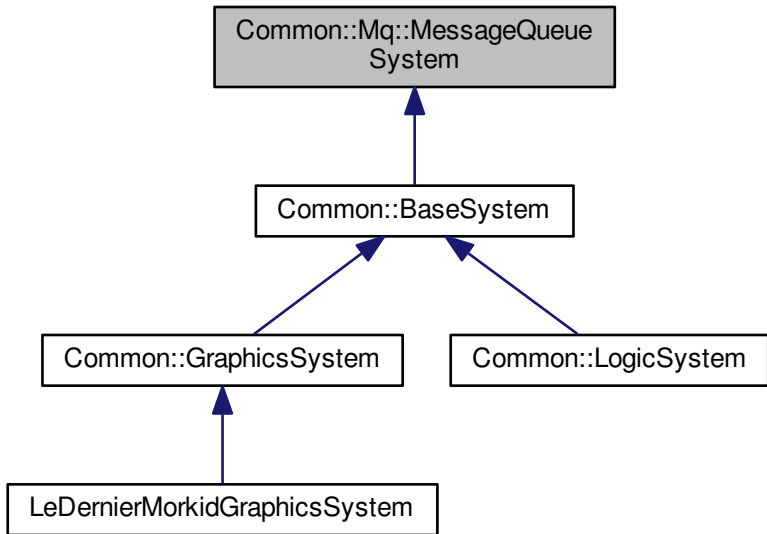 Common::Mq::MessageQueue
System
Common::BaseSystem
Common::GraphicsSystem
Common::LogicSystem
LeDernierMorkidGraphicsSystem